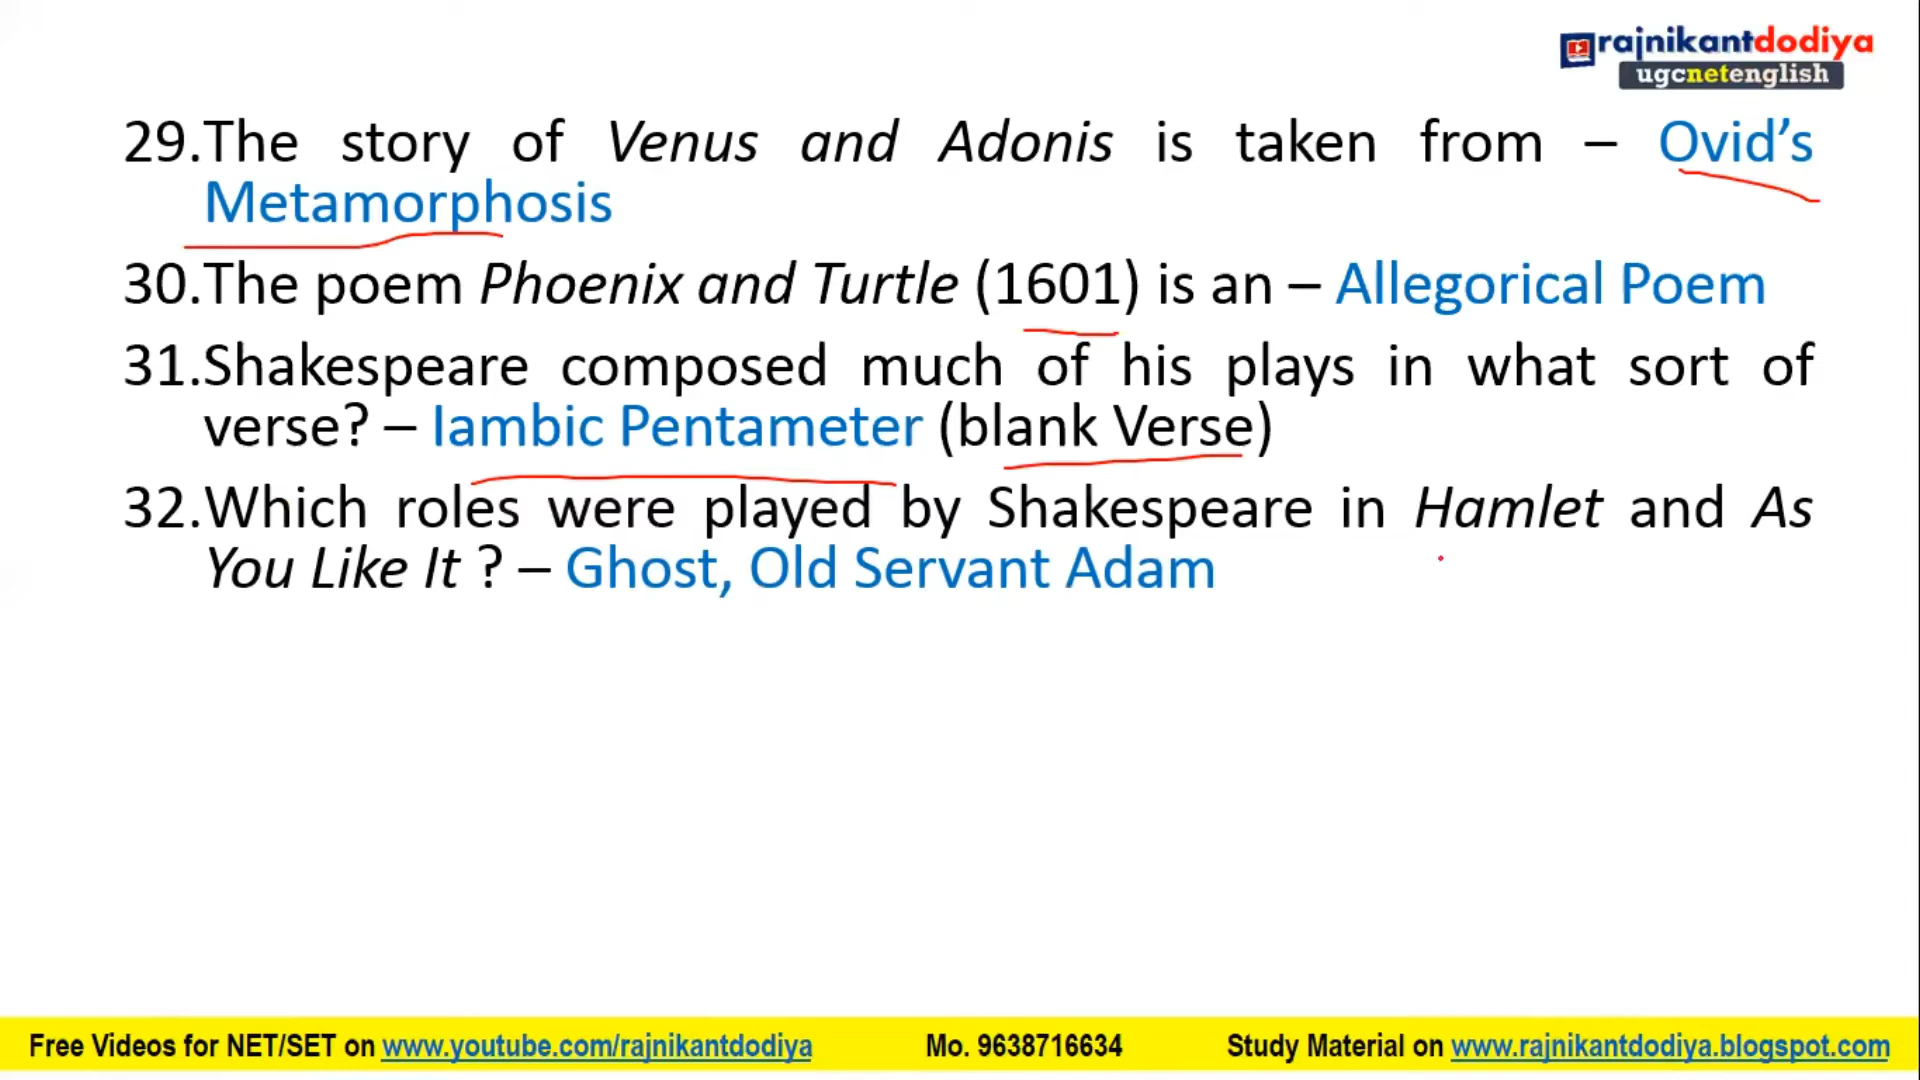 rajnikantdodiya
ugcnetenglish
29.The story of Venus and Adonis is taken from – Ovid’s
Metamorphosis
30.The poem Phoenix and Turtle (1601) is an – Allegorical Poem
31.Shakespeare composed much of his plays in what sort of
verse? – Iambic Pentameter (blank Verse)
32.Which roles were played by Shakespeare in Hamlet and As
You Like It ? – Ghost, Old Servant Adam
Free Videos for NET/SET on www.youtube.com/rajnikantdodiya Mo. 9638716634 Study Material on www.rajnikantdodiya.blogspot.com